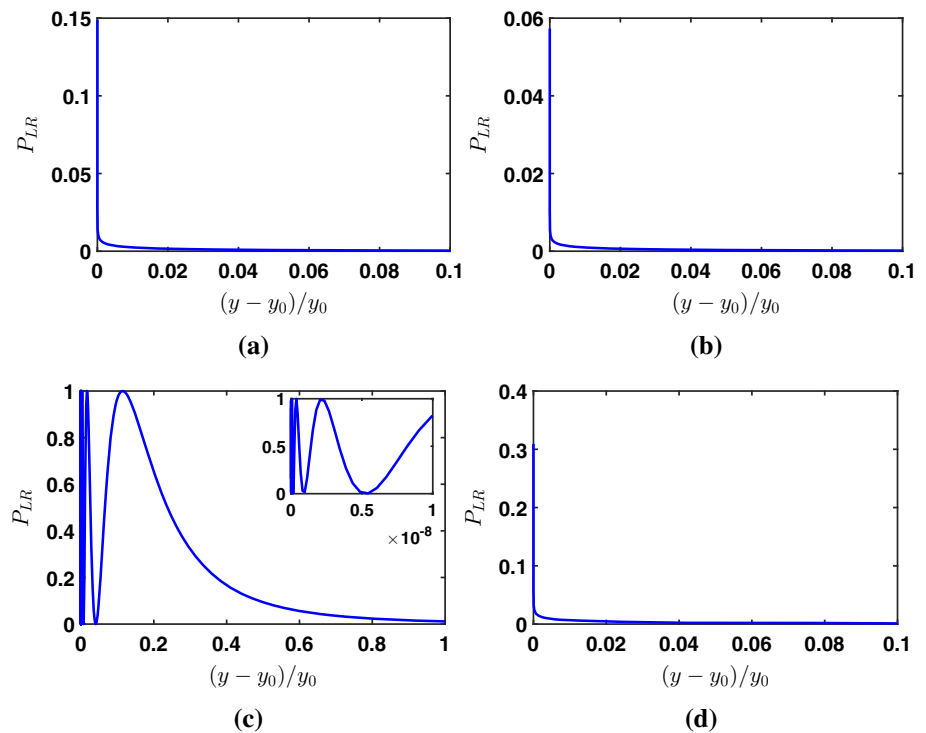 0.15
0.1
0.05
0
P_{LR}
0 0.02 0.04 0.06 0.08 0.1
(y − y_0)/y_0
(a)
0.06
0.04
0.02
0
P_{LR}
0 0.02 0.04 0.06 0.08 0.1
(y − y_0)/y_0
(b)
1
0.8
0.6
0.4
0.2
0
P_{LR}
1
0.5
0
0 0.5 1
×10^{-8}
0 0.2 0.4 0.6 0.8 1
(y − y_0)/y_0
(c)
0.4
0.3
0.2
0.1
0
P_{LR}
0 0.02 0.04 0.06 0.08 0.1
(y − y_0)/y_0
(d)